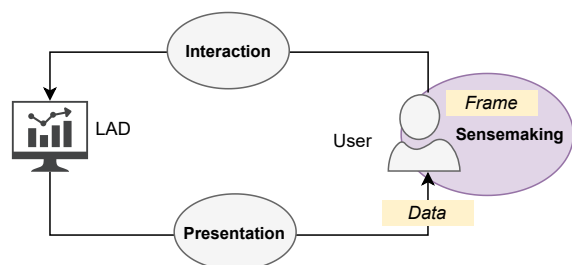 Interaction
Frame
LAD
User
Sensemaking
Data
Presentation